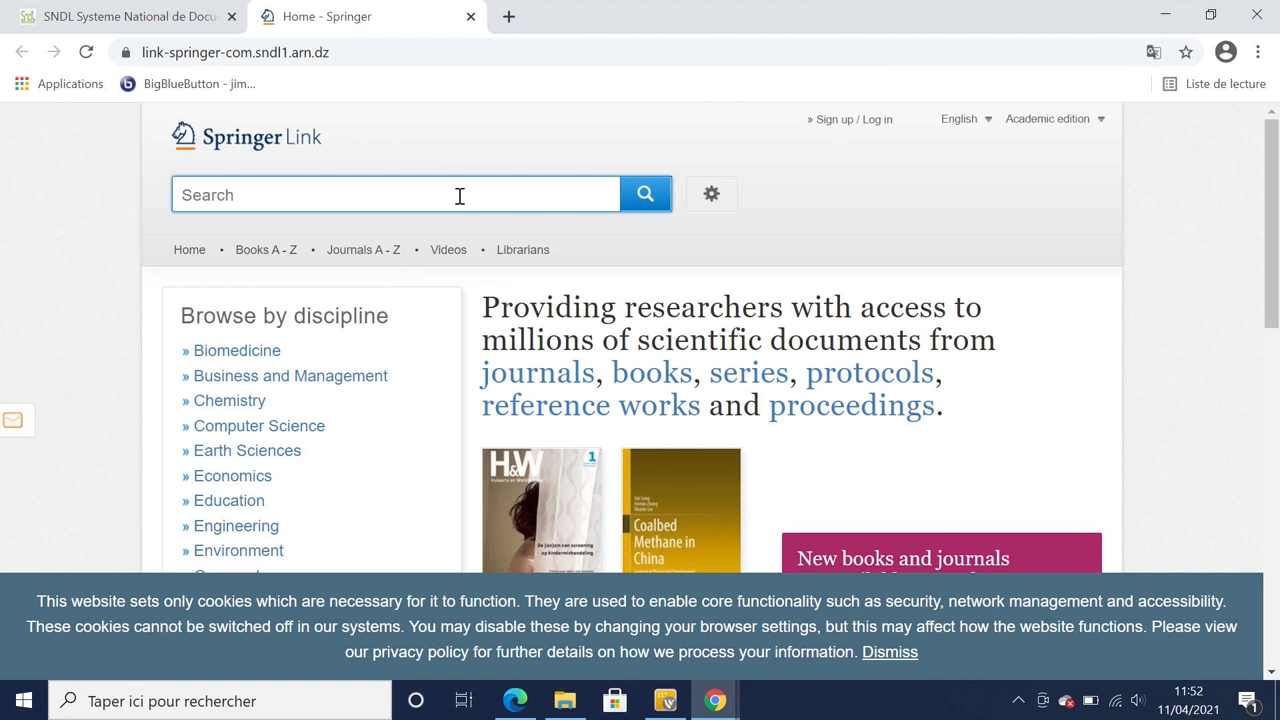 SNDL Systeme National de Docu
Home - Springer
link-springer-com.sndl1.arn.dz
Applications
BigBlueButton - jim...
Liste de lecture
» Sign up / Log in
English
Academic edition
Springer Link
Search
Home • Books A - Z • Journals A - Z • Videos • Librarians
Browse by discipline
» Biomedicine
» Business and Management
» Chemistry
» Computer Science
» Earth Sciences
» Economics
» Education
» Engineering
» Environment
Providing researchers with access to
millions of scientific documents from
journals, books, series, protocols,
reference works and proceedings.
H&W
1
De (on)zin van screening
op kindermishandeling
Coalbed
Methane in
China
New books and journals
This website sets only cookies which are necessary for it to function. They are used to enable core functionality such as security, network management and accessibility.
These cookies cannot be switched off in our systems. You may disable these by changing your browser settings, but this may affect how the website functions. Please view
our privacy policy for further details on how we process your information. Dismiss
Taper ici pour rechercher
11:52
11/04/2021
1